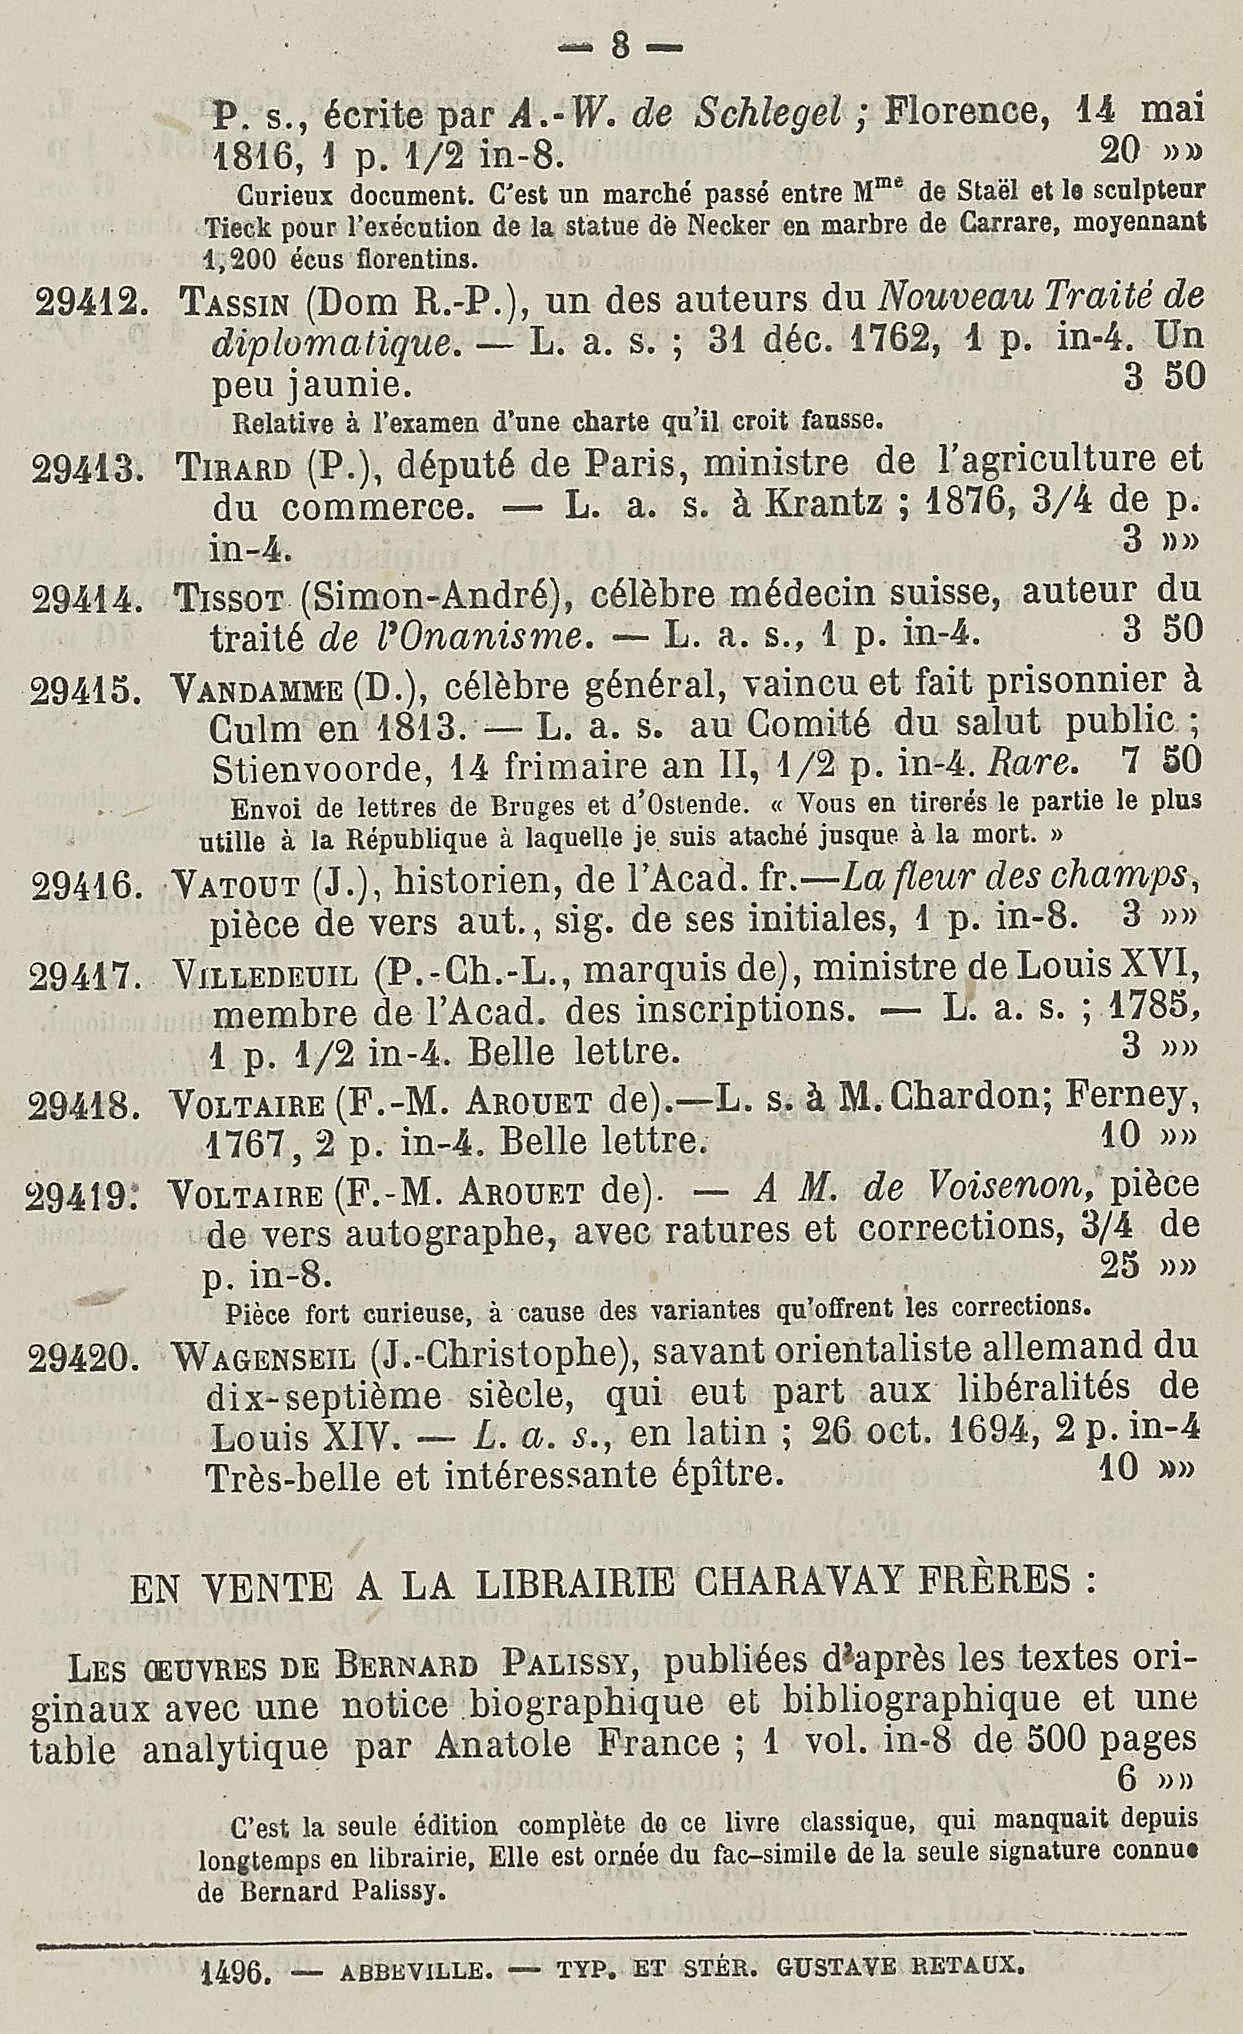 — 8 —
P. s., écrite par A.-W. de Schlegel ; Florence, 14 mai
1816, 1 p. 1/2 in-8. 20 »»
Curieux document. C'est un marché passé entre Mme de Staël et le sculpteur
Tieck pour l'exécution de la statue de Necker en marbre de Carrare, moyennant
1,200 écus florentins.
29412. TASSIN (Dom R.-P.), un des auteurs du Nouveau Traité de
diplomatique. — L. a. s. ; 31 déc. 1762, 1 p. in-4. Un
peu jaunie. 3 50
Relative à l'examen d'une charte qu'il croit fausse.
29413. TIRARD (P.), député de Paris, ministre de l'agriculture et
du commerce. — L. a. s. à Krantz ; 1876, 3/4 de p.
in-4. 3 »»
29414. TISSOT (Simon-André), célèbre médecin suisse, auteur du
traité de l'Onanisme. — L. a. s., 1 p. in-4. 3 50
29415. VANDAMME (D.), célèbre général, vaincu et fait prisonnier à
Culm en 1813. — L. a. s. au Comité du salut public ;
Stienvoorde, 14 frimaire an II, 1/2 p. in-4. Rare. 7 50
Envoi de lettres de Bruges et d'Ostende. « Vous en tirerés le partie le plus
utille à la République à laquelle je suis ataché jusque à la mort. »
29416. VATOUT (J.), historien, de l'Acad. fr.—La fleur des champs,
pièce de vers aut., sig. de ses initiales, 1 p. in-8. 3 »»
29417. VILLEDEUIL (P.-Ch.-L., marquis de), ministre de Louis XVI,
membre de l'Acad. des inscriptions. — L. a. s. ; 1785,
1 p. 1/2 in-4. Belle lettre. 3 »»
29418. VOLTAIRE (F.-M. AROUET de).—L. s. à M. Chardon; Ferney,
1767, 2 p. in-4. Belle lettre. 10 »»
29419. VOLTAIRE (F.-M. AROUET de). — A M. de Voisenon, pièce
de vers autographe, avec ratures et corrections, 3/4 de
p. in-8. 25 »»
Pièce fort curieuse, à cause des variantes qu'offrent les corrections.
29420. WAGENSEIL (J.-Christophe), savant orientaliste allemand du
dix-septième siècle, qui eut part aux libéralités de
Louis XIV. — L. a. s., en latin ; 26 oct. 1694, 2 p. in-4
Très-belle et intéressante épître. 10 »»
EN VENTE A LA LIBRAIRIE CHARAVAY FRÈRES :
LES ŒUVRES DE BERNARD PALISSY, publiées d'après les textes ori-
ginaux avec une notice biographique et bibliographique et une
table analytique par Anatole France ; 1 vol. in-8 de 500 pages
6 »»
C'est la seule édition complète de ce livre classique, qui manquait depuis
longtemps en librairie, Elle est ornée du fac-simile de la seule signature connue
de Bernard Palissy.
1496. — ABBEVILLE. — TYP. ET STÉR. GUSTAVE RETAUX.